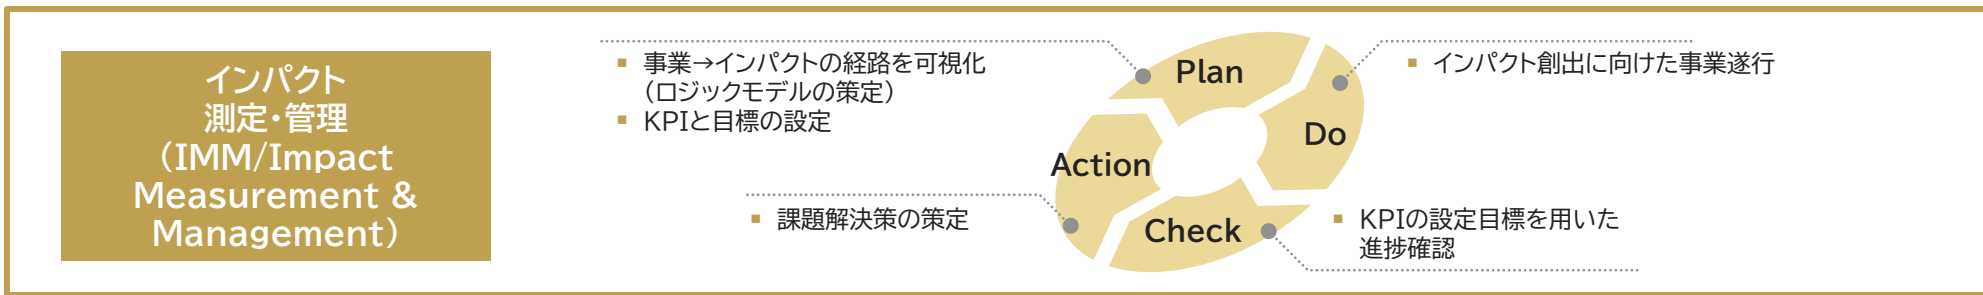 インパクト
測定・管理
（IMM/Impact
Measurement &
Management）
▪ 事業→インパクトの経路を可視化
（ロジックモデルの策定）
▪ KPIと目標の設定
Plan
▪ インパクト創出に向けた事業遂行
Do
Action
▪ 課題解決策の策定
Check
▪ KPIの設定目標を用いた
進捗確認